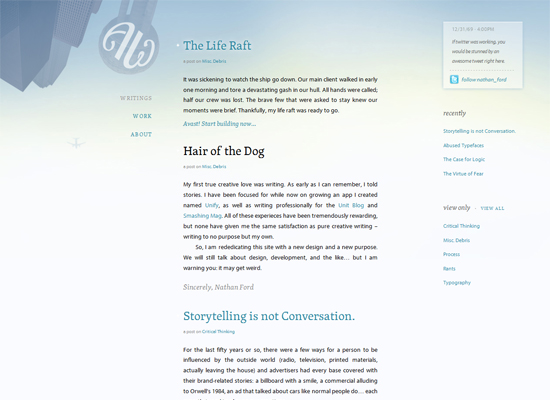 AW
WRITINGS
WORK
ABOUT
The Life Raft
a post on Misc. Debris
It was sickening to watch the ship go down. Our main client walked in early
one morning and tore a devastating gash in our hull. All hands were called;
half our crew was lost. The brave few that were asked to stay knew our
moments were brief. Thankfully, my life raft was ready to go.
Avast! Start building now...
Hair of the Dog
a post on Misc. Debris
My first true creative love was writing. As early as I can remember, I told
stories. I have been focused for while now on growing an app I created
named Unify, as well as writing professionally for the Unit Blog and
Smashing Mag. All of these experieces have been tremendously rewarding,
but none have given me the same satisfaction as pure creative writing –
writing to no purpose but my own.
So, I am rededicating this site with a new design and a new purpose.
We will still talk about design, development, and the like... but I am
warning you: it may get weird.
Sincerely, Nathan Ford
Storytelling is not Conversation.
a post on Critical Thinking
For the last fifty years or so, there were a few ways for a person to be
influenced by the outside world (radio, television, printed materials,
actually leaving the house) and advertisers had every base covered with
their brand-related stories: a billboard with a smile, a commercial alluding
to Orwell's 1984, an ad that talked about cars like normal people do... each
12/31/69 · 4:00PM
If twitter was working, you
would be stunned by an
awesome tweet right here.
follow nathan_ford
recently
Storytelling is not Conversation.
Abused Typefaces
The Case for Logic
The Virtue of Fear
view only - VIEW ALL
Critical Thinking
Misc. Debris
Process
Rants
Typography